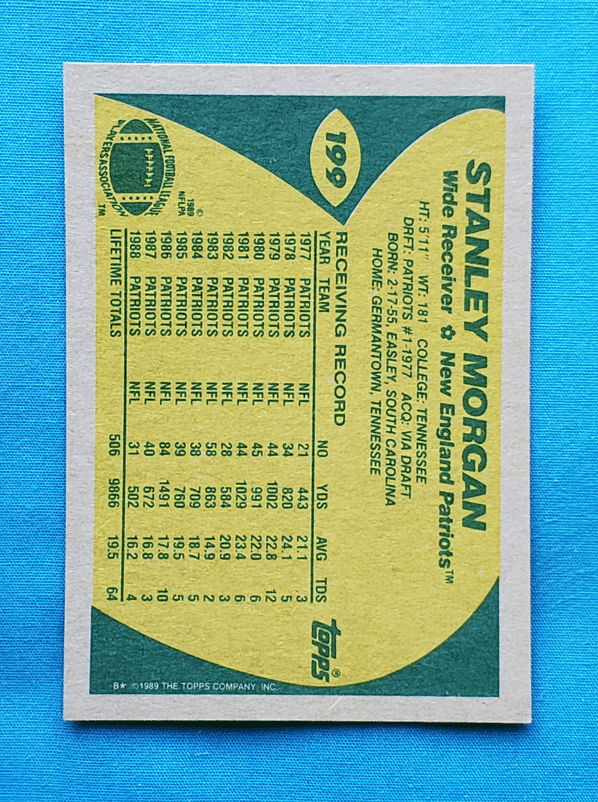 199
STANLEY MORGAN
Wide Receiver ✩ New England Patriots™
HT: 5'11" WT: 181 COLLEGE: TENNESSEE
DRFT: PATRIOTS #1-1977 ACQ: VIA DRAFT
BORN: 2-17-55, EASLEY, SOUTH CAROLINA
HOME: GERMANTOWN, TENNESSEE
RECEIVING RECORD
YEAR TEAM NO YDS AVG TDS
1977 PATRIOTS NFL 21 443 21.1 3
1978 PATRIOTS NFL 34 820 24.1 5
1979 PATRIOTS NFL 44 1002 22.8 12
1980 PATRIOTS NFL 45 991 22.0 6
1981 PATRIOTS NFL 44 1029 23.4 6
1982 PATRIOTS NFL 28 584 20.9 3
1983 PATRIOTS NFL 58 863 14.9 2
1984 PATRIOTS NFL 38 709 18.7 5
1985 PATRIOTS NFL 39 760 19.5 5
1986 PATRIOTS NFL 84 1491 17.8 10
1987 PATRIOTS NFL 40 672 16.8 3
1988 PATRIOTS NFL 31 502 16.2 4
LIFETIME TOTALS 506 9866 19.5 64
© 1989 NFLPA
NATIONAL FOOTBALL LEAGUE
PLAYERS ASSOCIATION™
TOPPS®
B★ ©1989 THE TOPPS COMPANY, INC.